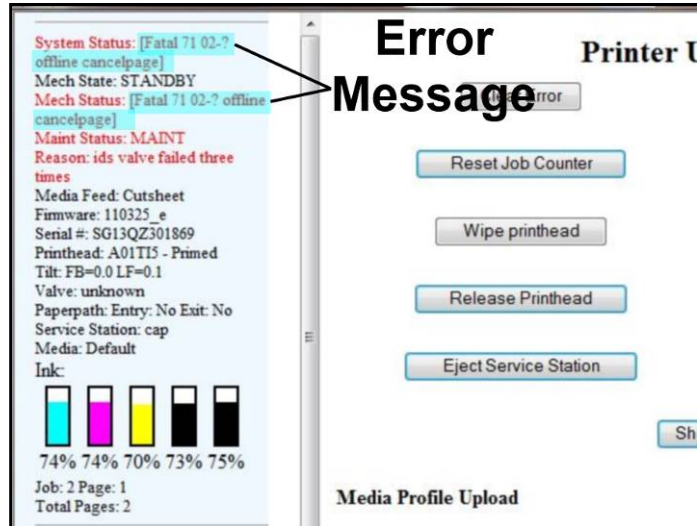 System Status: [Fatal 71 02-?
offline cancelpage]
Mech State: STANDBY
Mech Status: [Fatal 71 02-? offline
cancelpage]
Maint Status: MAINT
Reason: ids valve failed three
times
Media Feed: Cutsheet
Firmware: 110325_e
Serial #: SG13QZ301869
Printhead: A01TI5 - Primed
Tilt: FB=0.0 LF=0.1
Valve: unknown
Paperpath: Entry: No Exit: No
Service Station: cap
Media: Default
Ink:
74% 74% 70% 73% 75%
Job: 2 Page: 1
Total Pages: 2
Error
Message
Printer U
Error
Reset Job Counter
Wipe printhead
Release Printhead
Eject Service Station
Sh
Media Profile Upload